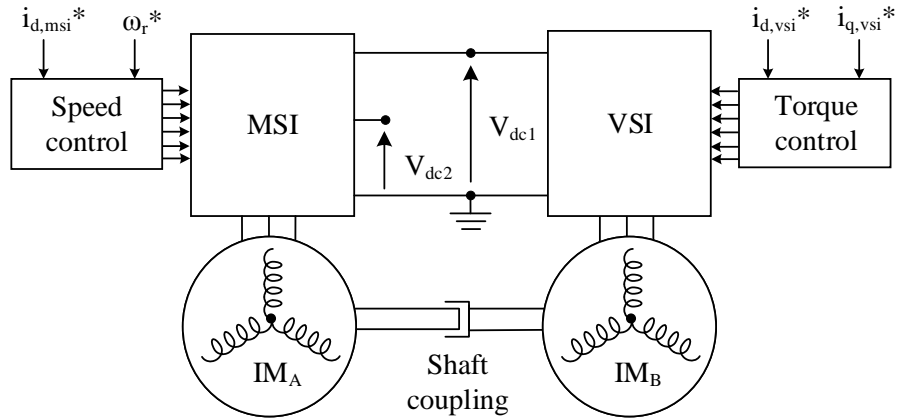 i_{d,msi}*
ω_r*
i_{d,vsi}*
i_{q,vsi}*
Speed
control
MSI
V_{dc2}
V_{dc1}
VSI
Torque
control
IM_A
Shaft
coupling
IM_B